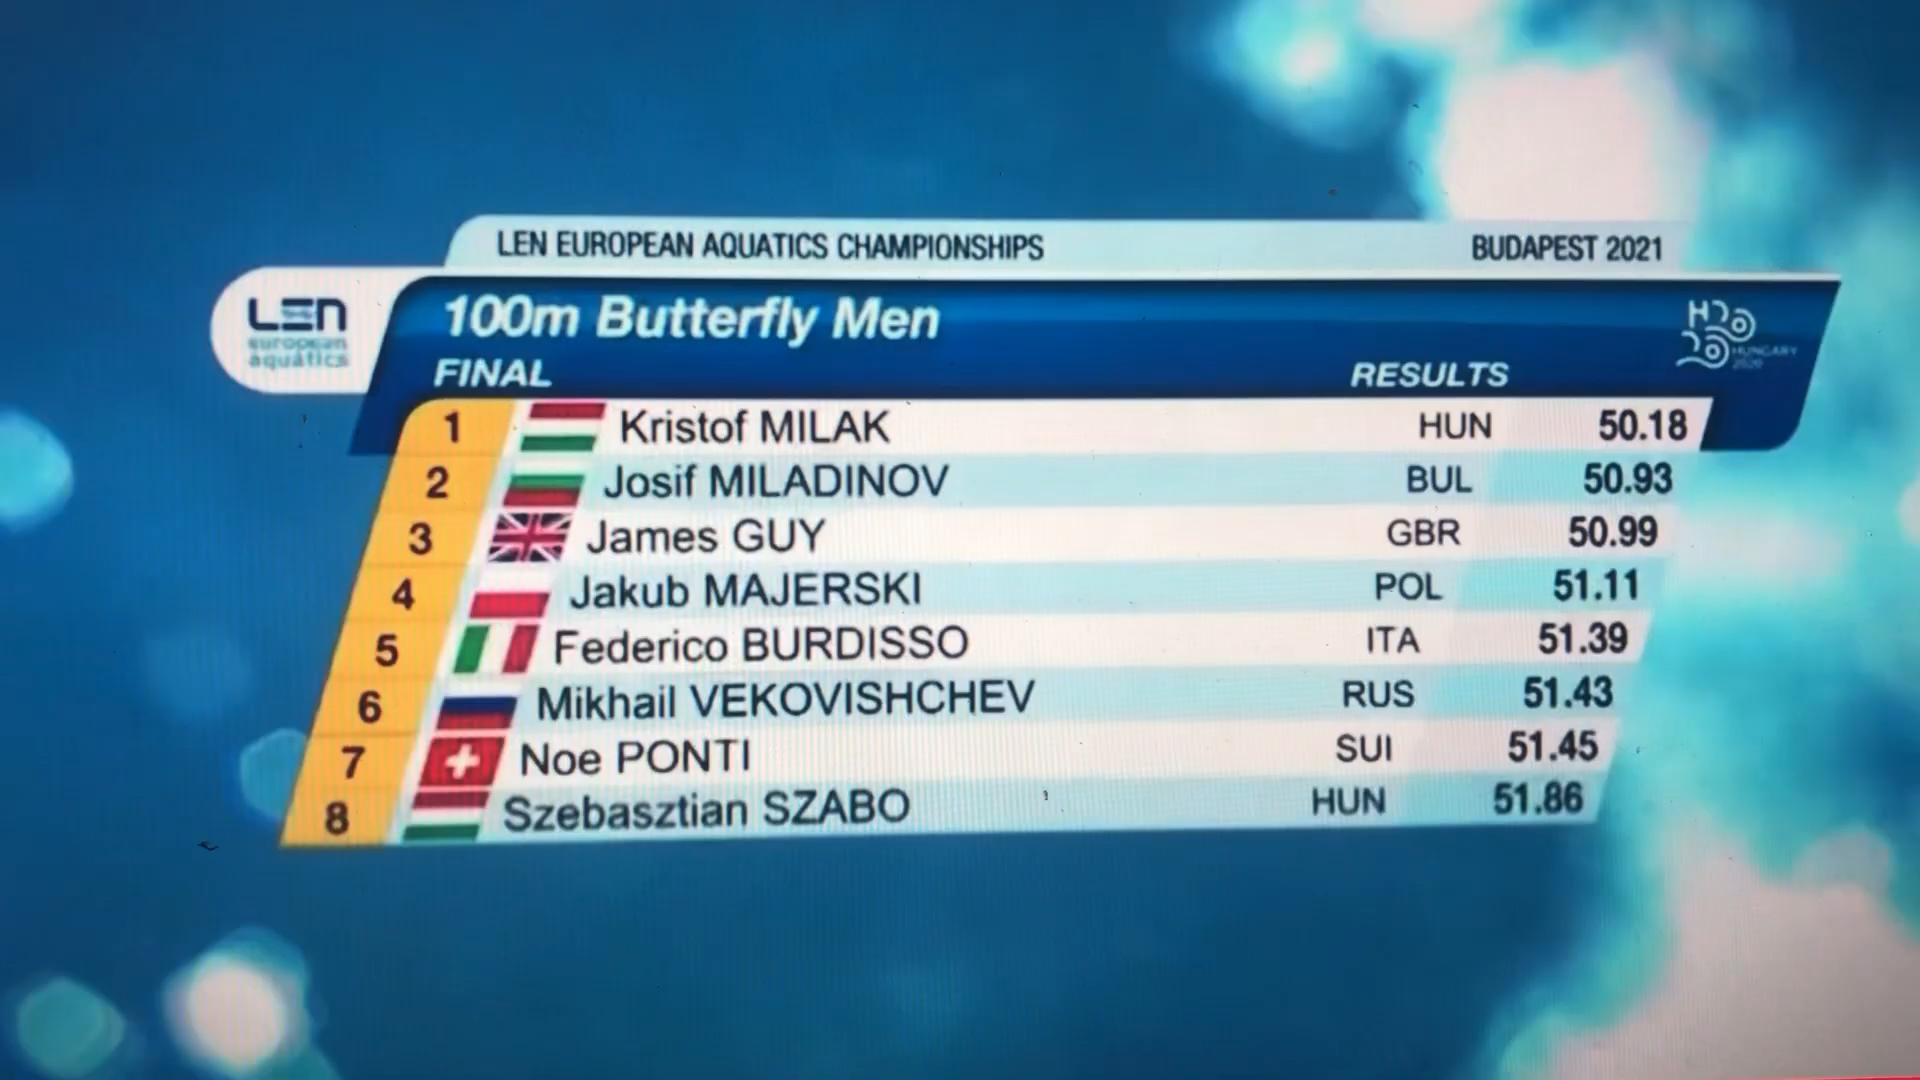 LEN EUROPEAN AQUATICS CHAMPIONSHIPS BUDAPEST 2021
LEN
european
aquatics
100m Butterfly Men
HUNGARY
2020
FINAL RESULTS
1 Kristof MILAK HUN 50.18
2 Josif MILADINOV BUL 50.93
3 James GUY GBR 50.99
4 Jakub MAJERSKI POL 51.11
5 Federico BURDISSO ITA 51.39
6 Mikhail VEKOVISHCHEV RUS 51.43
7 Noe PONTI SUI 51.45
8 Szebasztian SZABO HUN 51.86